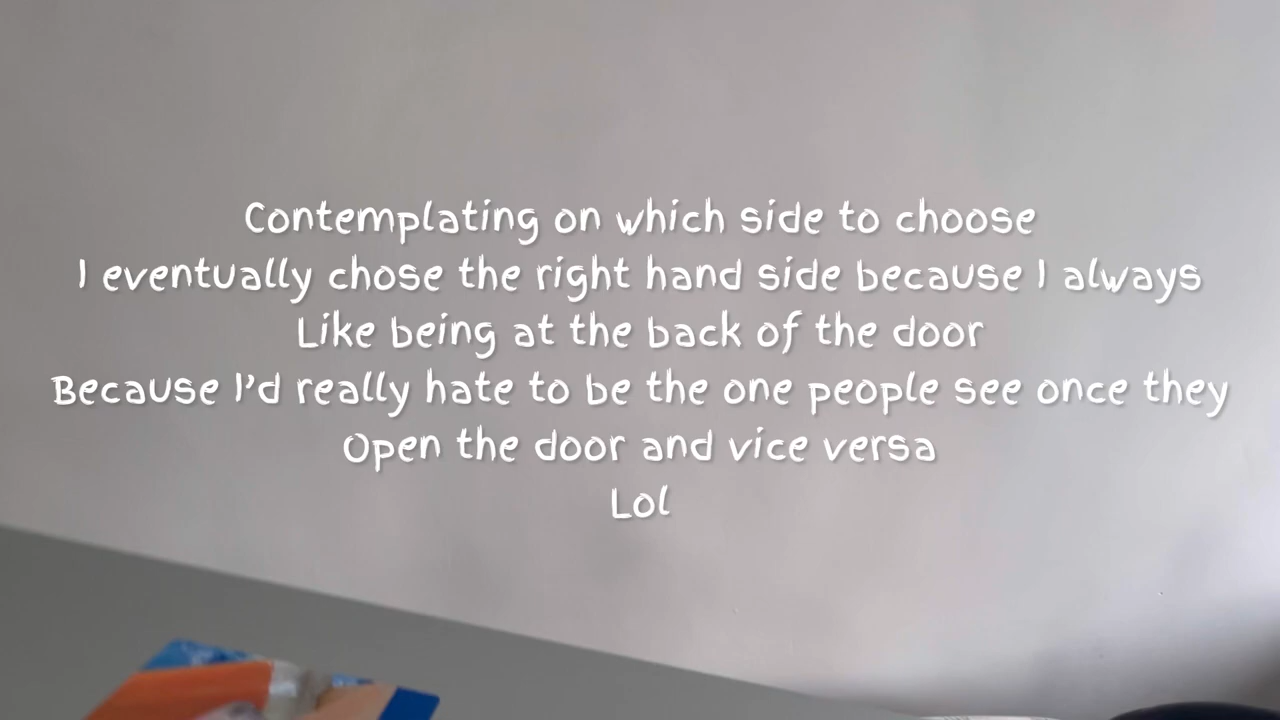 Contemplating on which side to choose
I eventually chose the right hand side because I always
Like being at the back of the door
Because I'd really hate to be the one people see once they
Open the door and vice versa
Lol